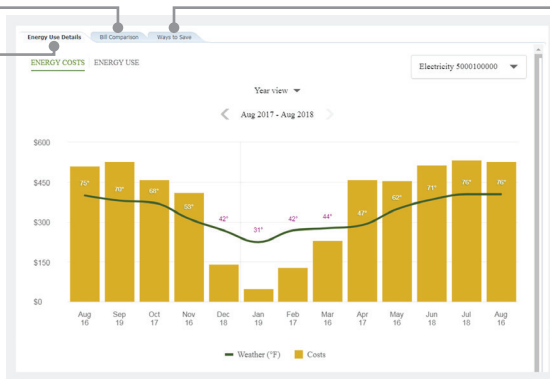 Energy Use Details Bill Comparison Ways to Save
ENERGY COSTS ENERGY USE
Electricity 5000100000
Year view
Aug 2017 - Aug 2018
$600
$450
$300
$150
$0
75° 70° 68° 53° 42° 31° 42° 44° 47° 62° 71° 76° 76°
Aug Sep Oct Nov Dec Jan Feb Mar Apr May Jun Jul Aug
16 19 17 16 18 19 17 16 17 16 18 18 16
Weather (°F) Costs